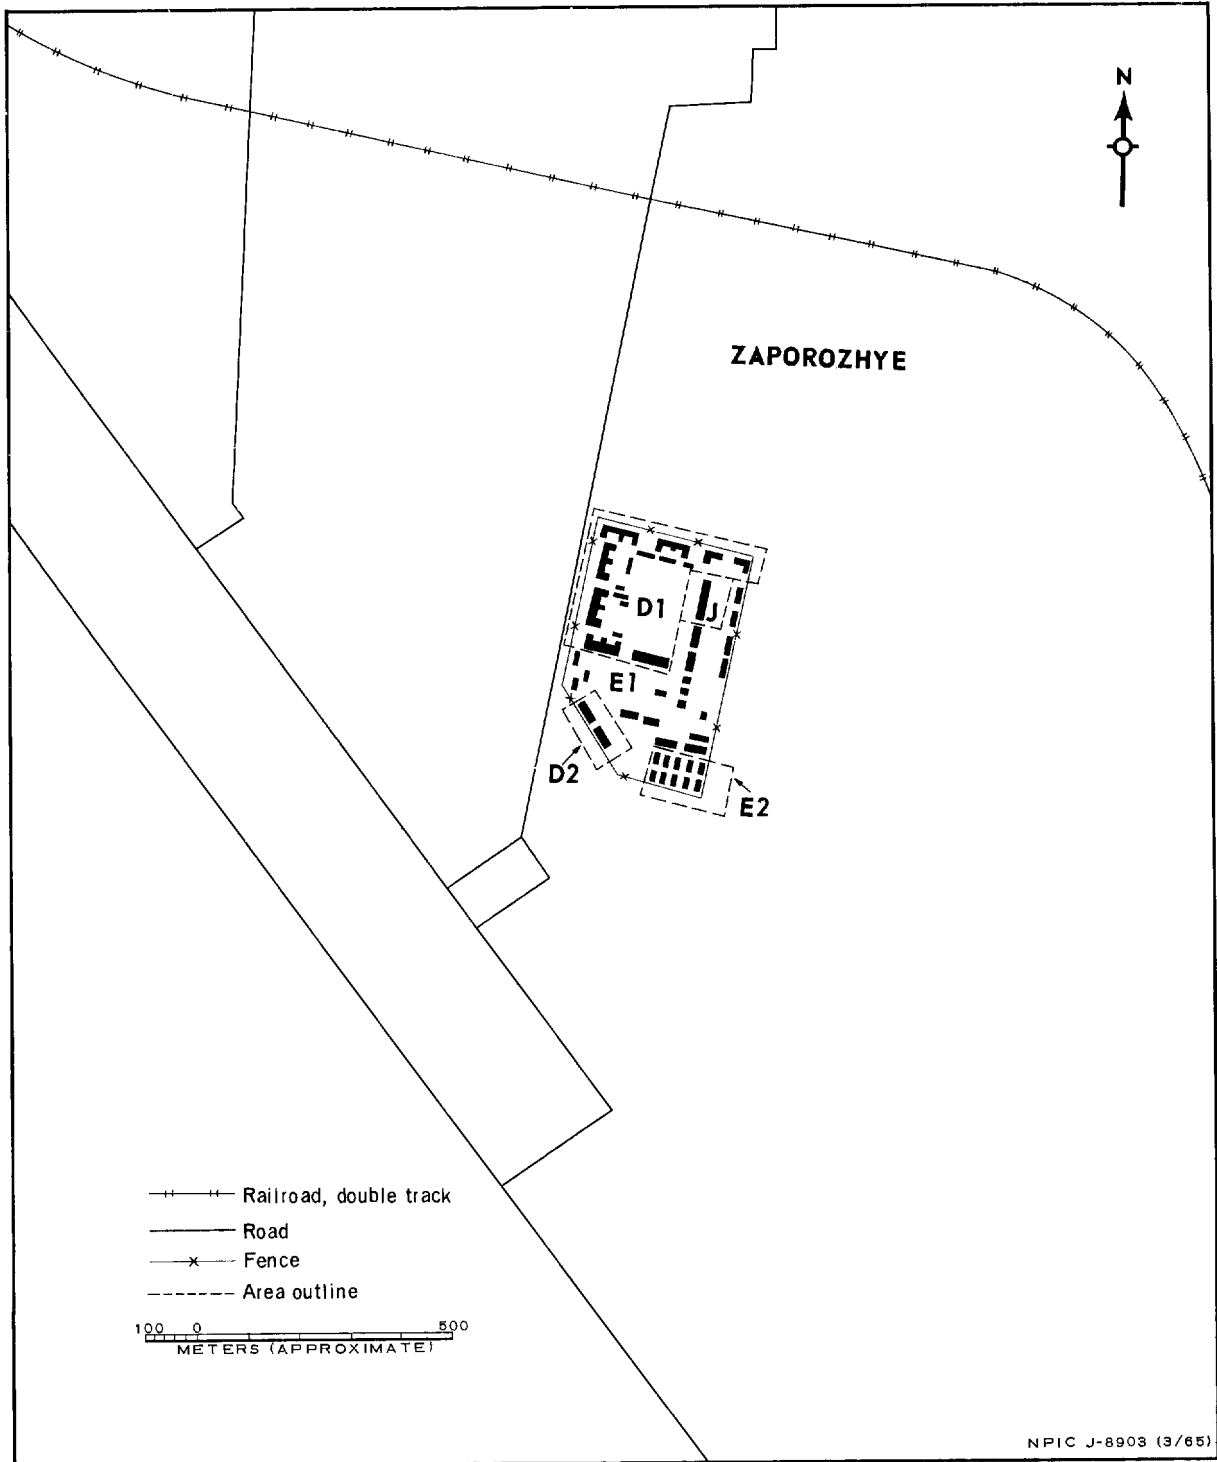 N
ZAPOROZHYE
D1
J
E1
D2
E2
Railroad, double track
Road
Fence
Area outline
100 0 500
METERS (APPROXIMATE)
NPIC J-8903 (3/65)